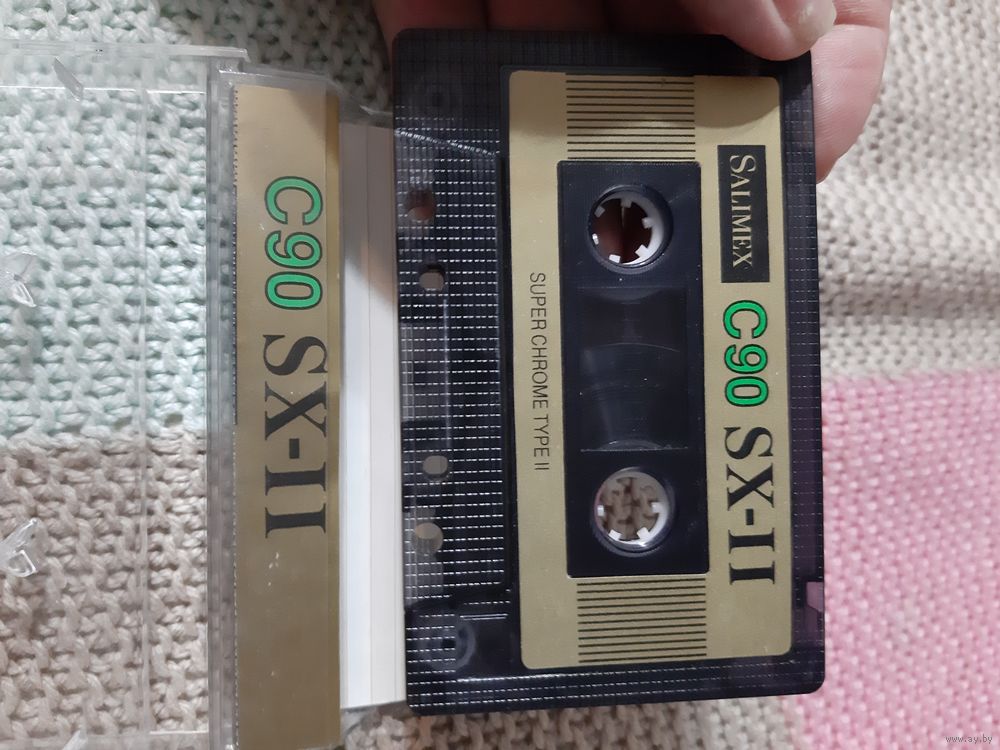 C90 SX-II
SALIMEX C90 SX-II
SUPER CHROME TYPE II
www.ay.by